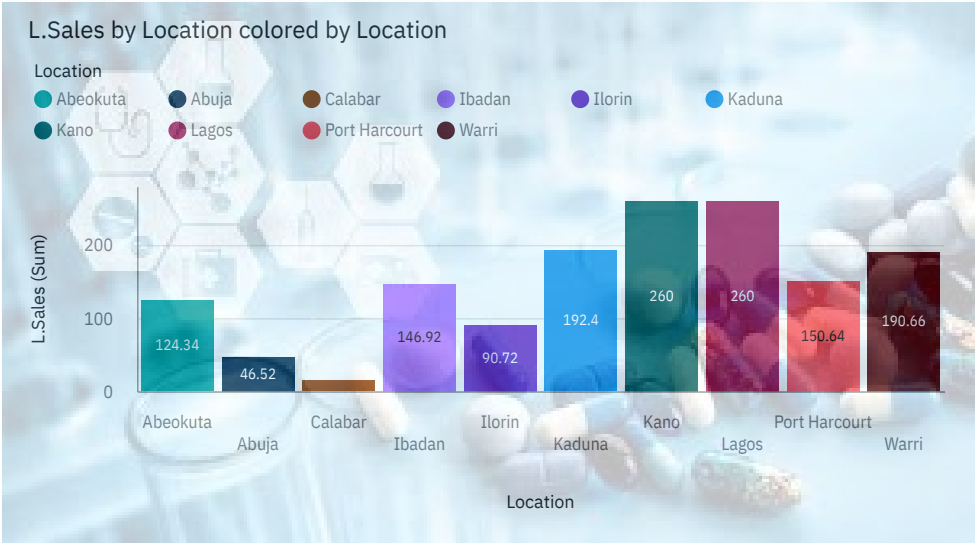 L.Sales by Location colored by Location
Location
Abeokuta Abuja Calabar Ibadan Ilorin Kaduna
Kano Lagos Port Harcourt Warri
L.Sales (Sum)
200
100
0
124.34
46.52
146.92
90.72
192.4
260
260
150.64
190.66
Abeokuta Calabar Ilorin Kano Port Harcourt
Abuja Ibadan Kaduna Lagos Warri
Location